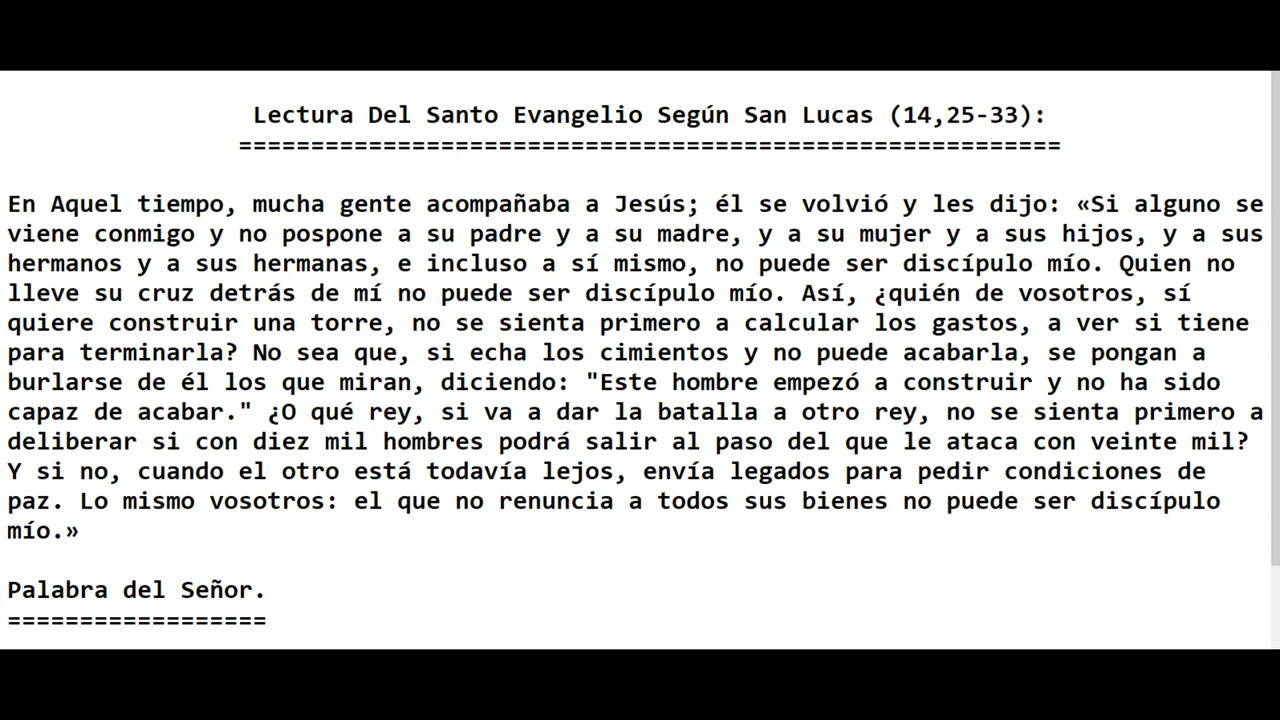 Lectura Del Santo Evangelio Según San Lucas (14,25-33):
=========================================================
En Aquel tiempo, mucha gente acompañaba a Jesús; él se volvió y les dijo: «Si alguno se
viene conmigo y no pospone a su padre y a su madre, y a su mujer y a sus hijos, y a sus
hermanos y a sus hermanas, e incluso a sí mismo, no puede ser discípulo mío. Quien no
lleve su cruz detrás de mí no puede ser discípulo mío. Así, ¿quién de vosotros, sí
quiere construir una torre, no se sienta primero a calcular los gastos, a ver si tiene
para terminarla? No sea que, si echa los cimientos y no puede acabarla, se pongan a
burlarse de él los que miran, diciendo: "Este hombre empezó a construir y no ha sido
capaz de acabar." ¿O qué rey, si va a dar la batalla a otro rey, no se sienta primero a
deliberar si con diez mil hombres podrá salir al paso del que le ataca con veinte mil?
Y si no, cuando el otro está todavía lejos, envía legados para pedir condiciones de
paz. Lo mismo vosotros: el que no renuncia a todos sus bienes no puede ser discípulo
mío.»
Palabra del Señor.
==================